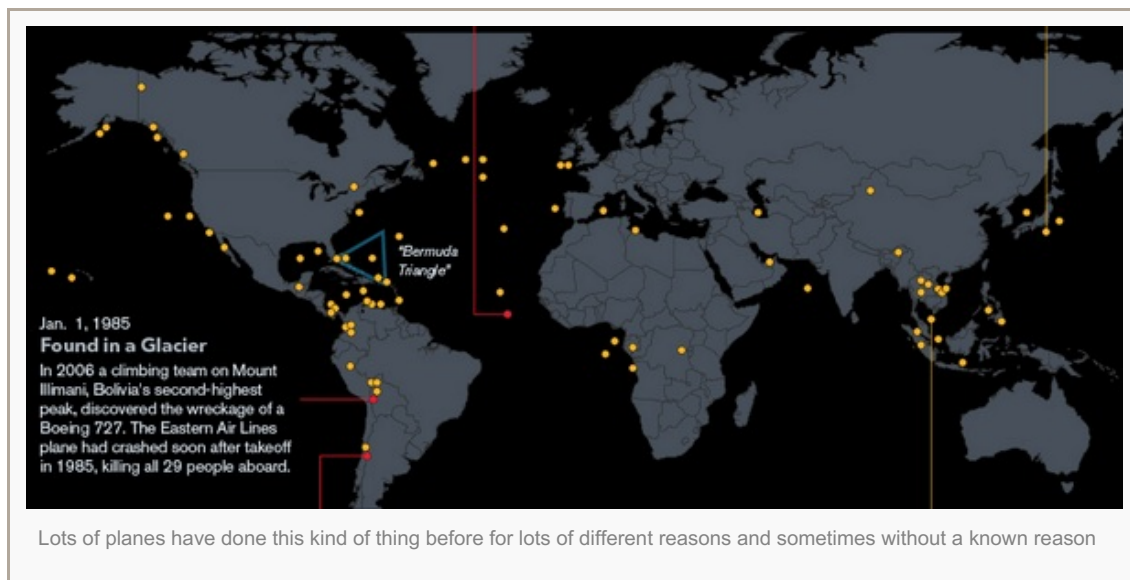 "Bermuda
Triangle"
Jan. 1, 1985
Found in a Glacier
In 2006 a climbing team on Mount
Illimani, Bolivia's second-highest
peak, discovered the wreckage of a
Boeing 727. The Eastern Air Lines
plane had crashed soon after takeoff
in 1985, killing all 29 people aboard.
Lots of planes have done this kind of thing before for lots of different reasons and sometimes without a known reason